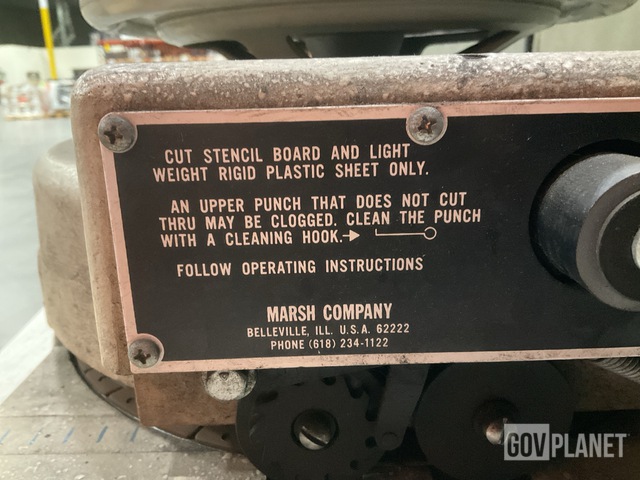 CUT STENCIL BOARD AND LIGHT
WEIGHT RIGID PLASTIC SHEET ONLY.
AN UPPER PUNCH THAT DOES NOT CUT
THRU MAY BE CLOGGED. CLEAN THE PUNCH
WITH A CLEANING HOOK.
FOLLOW OPERATING INSTRUCTIONS
MARSH COMPANY
BELLEVILLE, ILL. U.S.A. 62222
PHONE (618) 234-1122
GOVPLANET